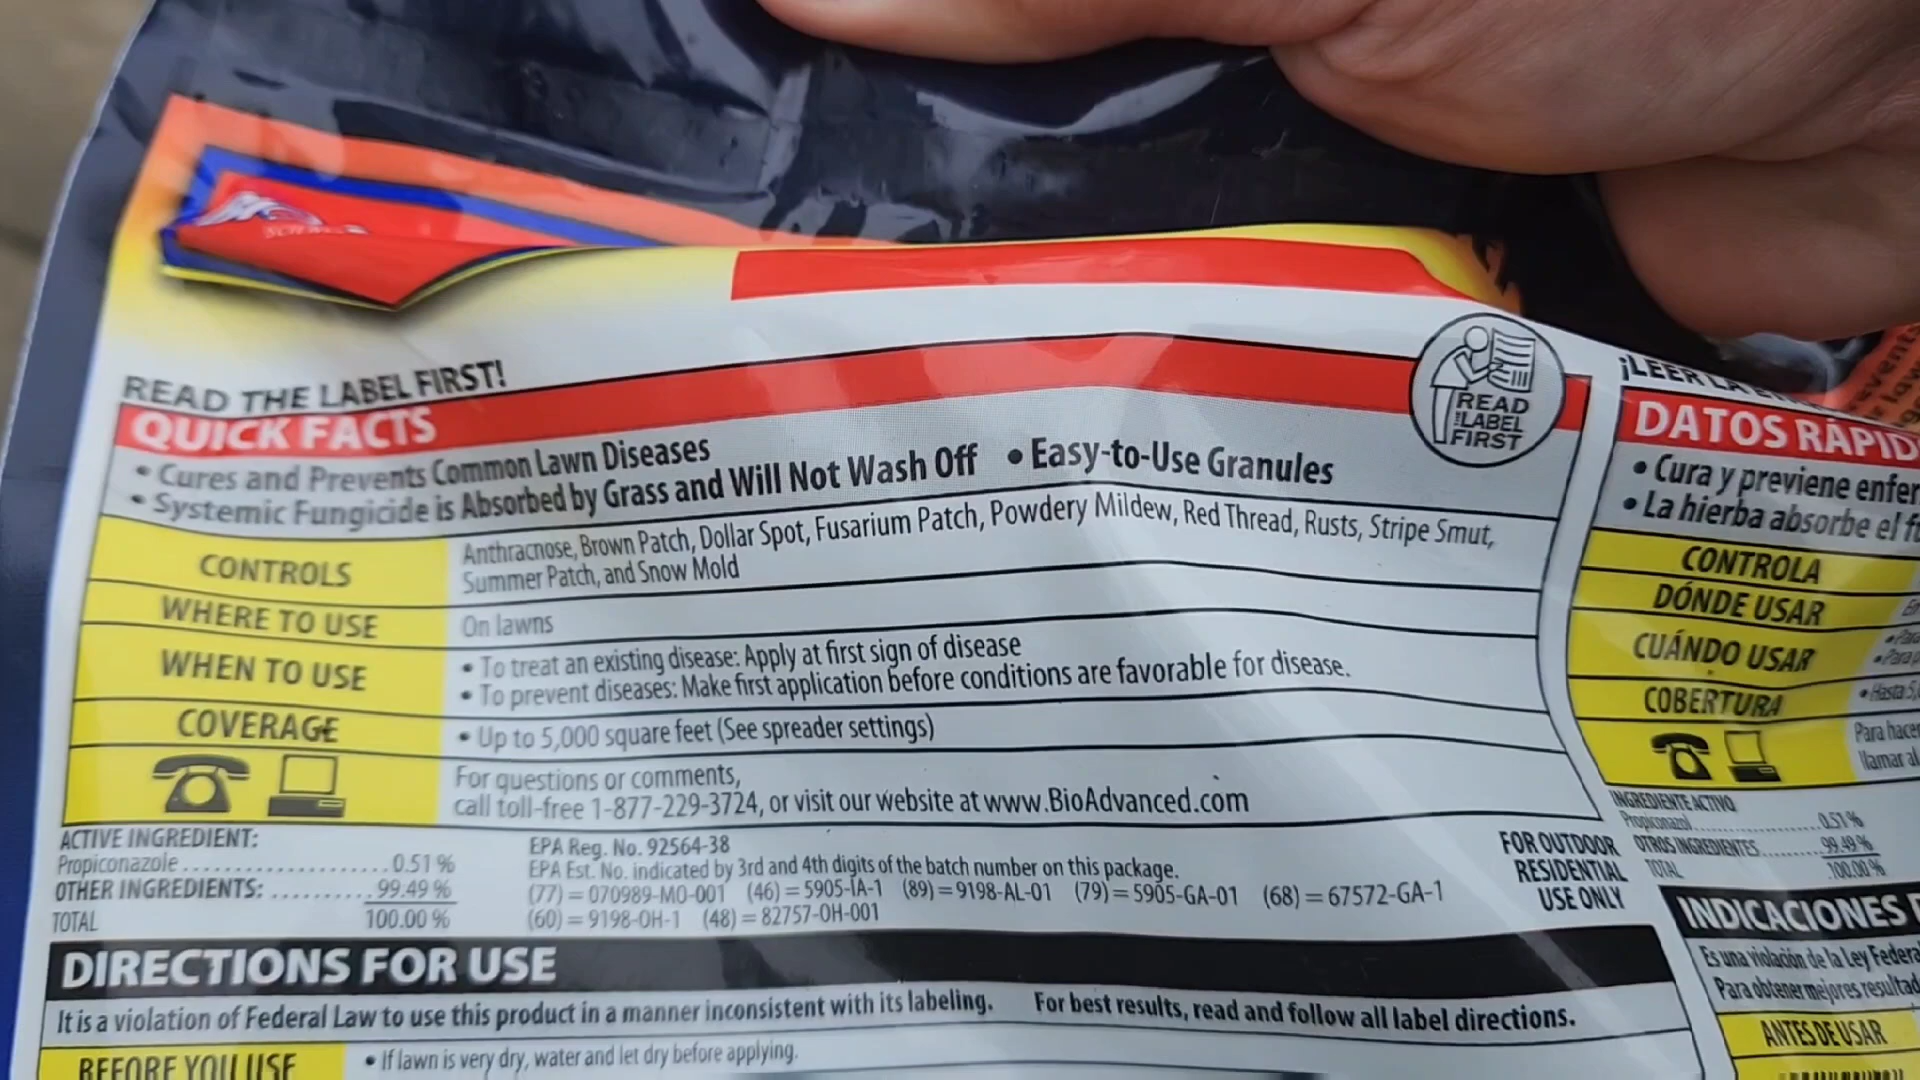 SCIENCE
READ THE LABEL FIRST!
QUICK FACTS
• Cures and Prevents Common Lawn Diseases
• Systemic Fungicide is Absorbed by Grass and Will Not Wash Off • Easy-to-Use Granules
READ
THE LABEL
FIRST
CONTROLS
Anthracnose, Brown Patch, Dollar Spot, Fusarium Patch, Powdery Mildew, Red Thread, Rusts, Stripe Smut,
Summer Patch, and Snow Mold
WHERE TO USE
On lawns
WHEN TO USE
• To treat an existing disease: Apply at first sign of disease
• To prevent diseases: Make first application before conditions are favorable for disease.
COVERAGE
• Up to 5,000 square feet (See spreader settings)
For questions or comments,
call toll-free 1-877-229-3724, or visit our website at www.BioAdvanced.com
ACTIVE INGREDIENT:
Propiconazole ........................ 0.51 %
OTHER INGREDIENTS: ............ 99.49 %
TOTAL 100.00 %
EPA Reg. No. 92564-38
EPA Est. No. indicated by 3rd and 4th digits of the batch number on this package.
(77) = 070989-MO-001 (46) = 5905-IA-1 (89) = 9198-AL-01 (79) = 5905-GA-01 (68) = 67572-GA-1
(60) = 9198-OH-1 (48) = 82757-OH-001
FOR OUTDOOR
RESIDENTIAL
USE ONLY
DIRECTIONS FOR USE
It is a violation of Federal Law to use this product in a manner inconsistent with its labeling. For best results, read and follow all label directions.
BEFORE YOU USE
• If lawn is very dry, water and let dry before applying.
¡LEER LA
DATOS RÁPID
• Cura y previene enfer
• La hierba absorbe el fu
CONTROLA
DÓNDE USAR
En
CUÁNDO USAR
• Para
• Para p
COBERTURA
• Hasta 5,
Para hacer
llamar al
INGREDIENTE ACTIVO
Propiconazol .................. 0.51 %
OTROS INGREDIENTES ........... 99.49 %
TOTAL 100.00 %
INDICACIONES
Es una violación de la Ley Federa
Para obtener mejores resultad
ANTES DE USAR